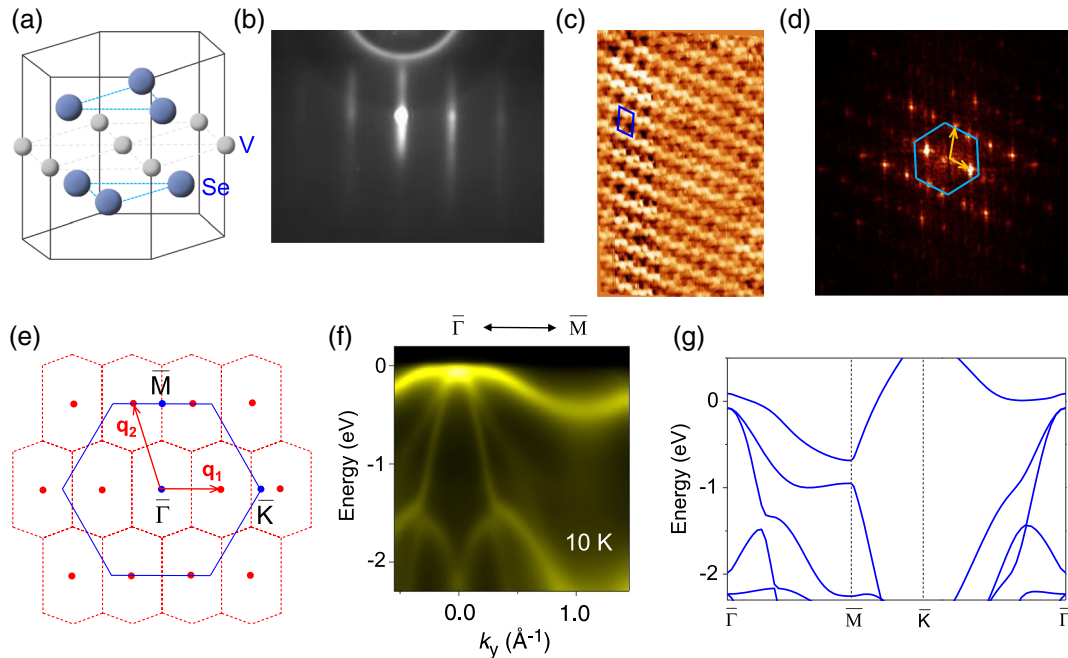 (a)
V
Se
(b)
(c)
(d)
(e)
M̅
q₂
q₁
Γ̅
K̅
(f)
Γ̅ ↔ M̅
0
-1
-2
Energy (eV)
10 K
0.0 1.0
k_y (Å⁻¹)
(g)
0
-1
-2
Energy (eV)
Γ̅ M̅ K̅ Γ̅